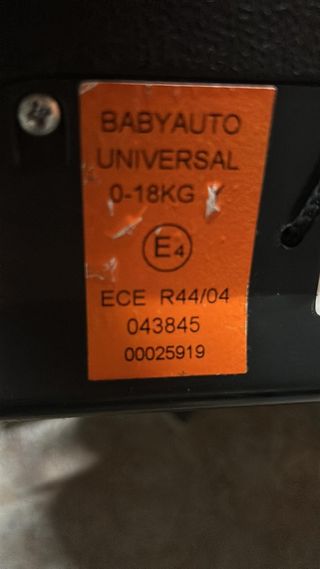 BABYAUTO
UNIVERSAL
0-18KG Y
E4
ECE R44/04
043845
00025919